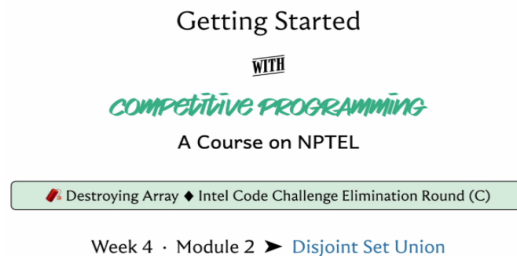 Getting Started
WITH
COMPETITIVE PROGRAMMING
A Course on NPTEL
🧨 Destroying Array ♦ Intel Code Challenge Elimination Round (C)
Week 4 · Module 2 ➤ Disjoint Set Union